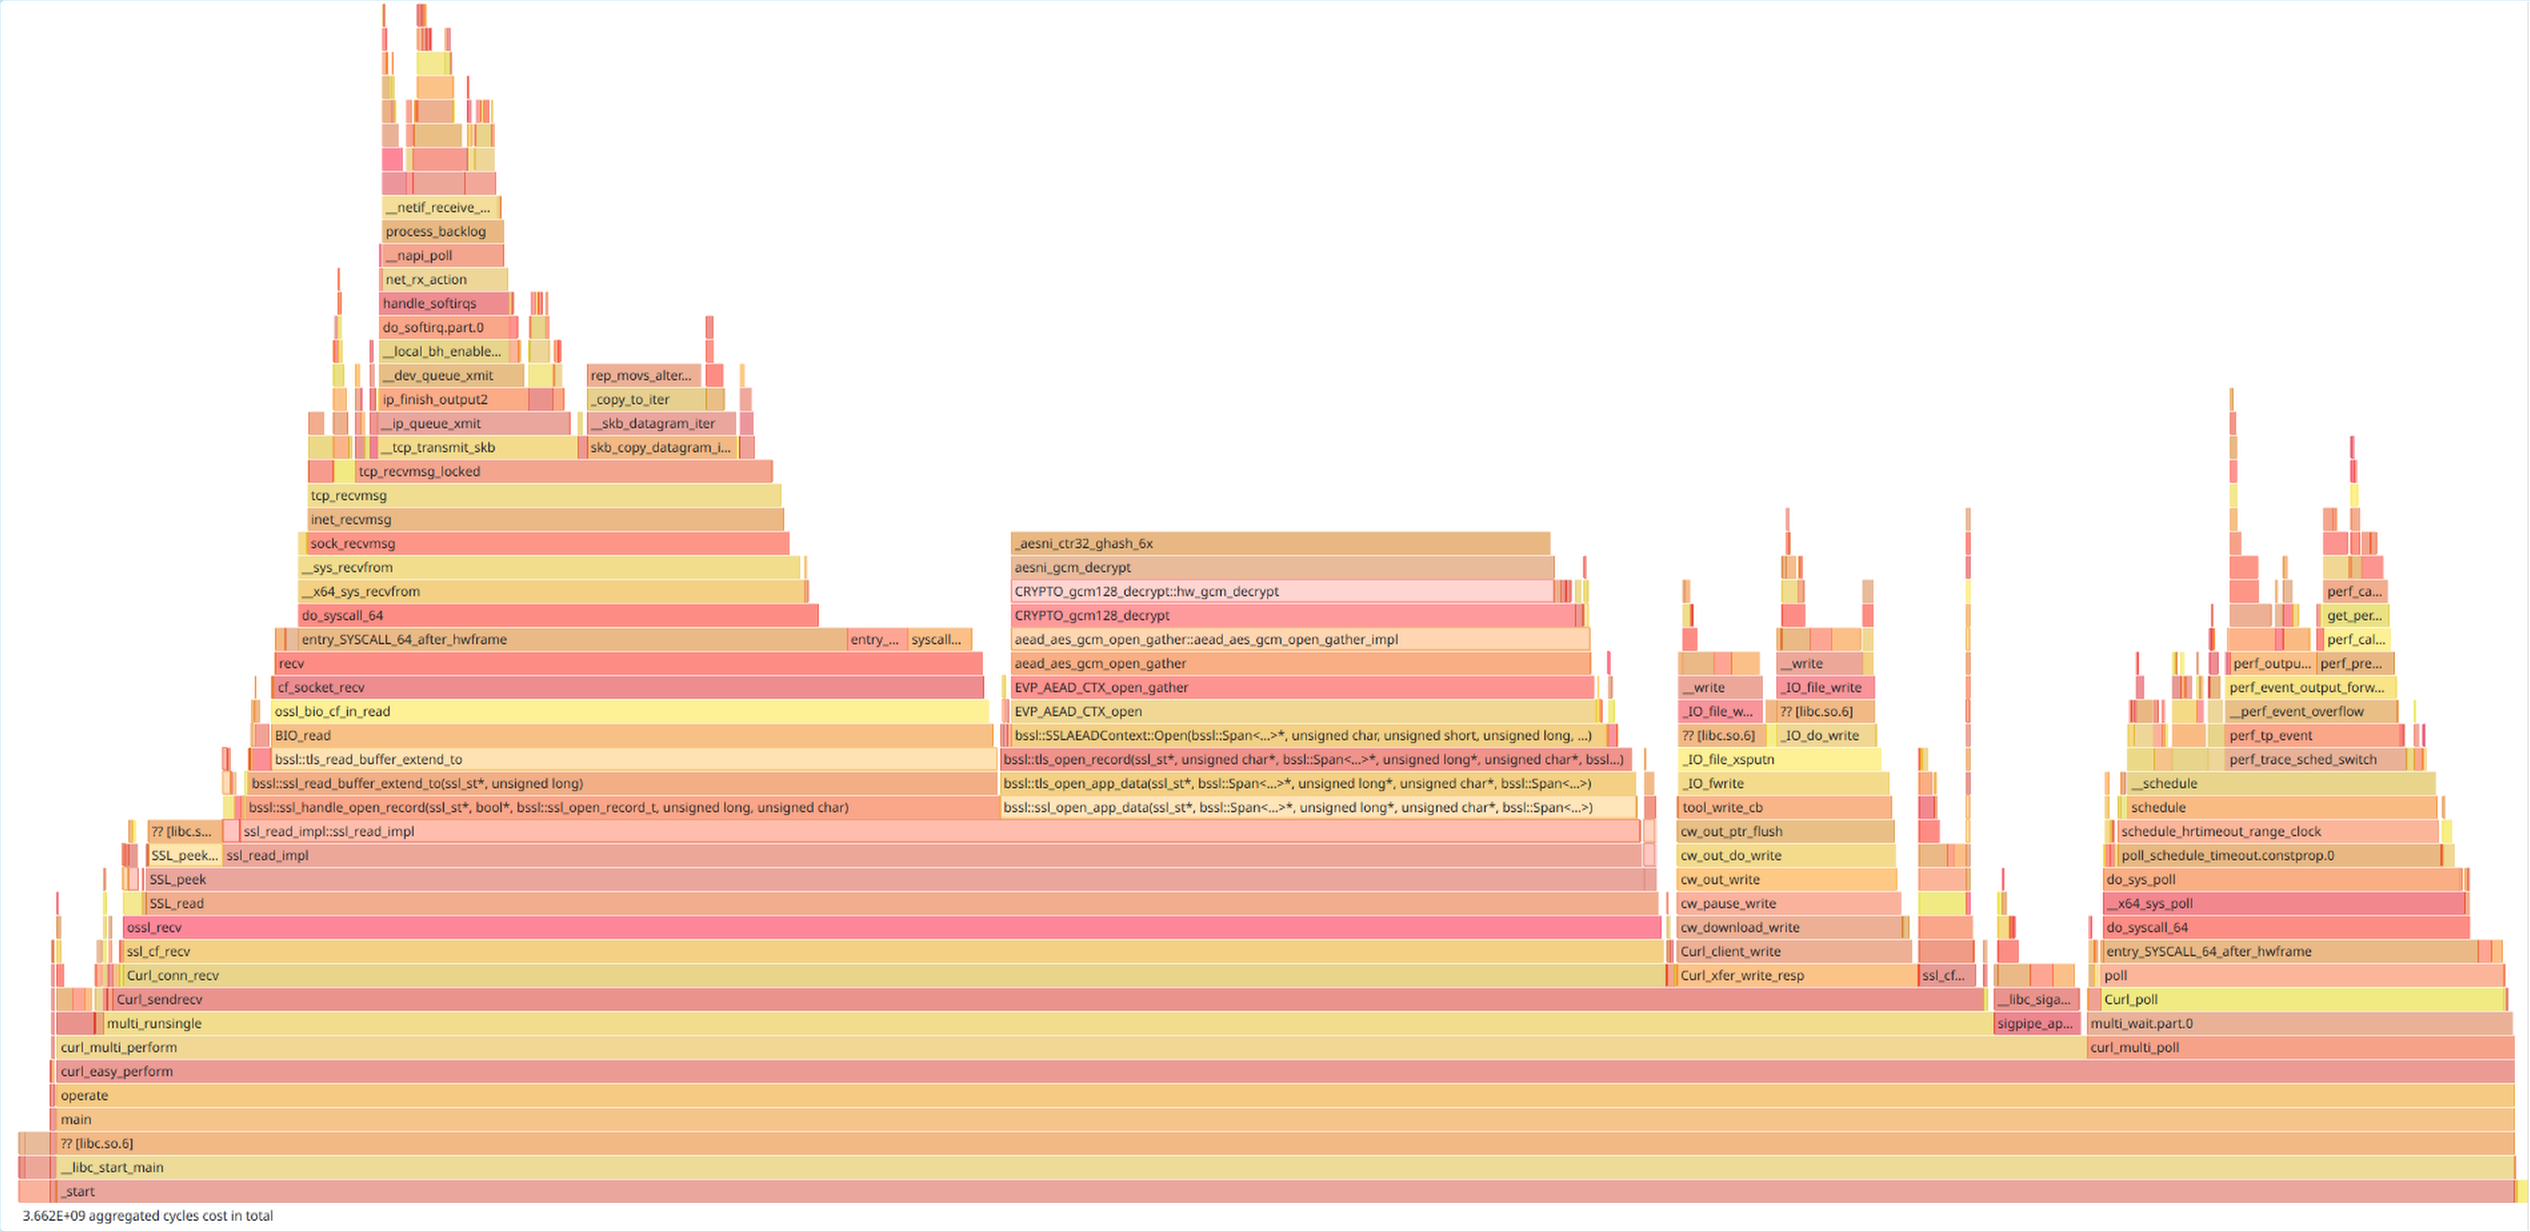 __netif_receive_...
process_backlog
__napi_poll
net_rx_action
handle_softirqs
do_softirq.part.0
__local_bh_enable...
__dev_queue_xmit rep_movs_alter...
ip_finish_output2 _copy_to_iter
__ip_queue_xmit __skb_datagram_iter
__tcp_transmit_skb skb_copy_datagram_i...
tcp_recvmsg_locked
tcp_recvmsg
inet_recvmsg
sock_recvmsg _aesni_ctr32_ghash_6x
__sys_recvfrom aesni_gcm_decrypt
__x64_sys_recvfrom CRYPTO_gcm128_decrypt::hw_gcm_decrypt perf_ca...
do_syscall_64 CRYPTO_gcm128_decrypt get_per...
entry_SYSCALL_64_after_hwframe entry_... syscall... aead_aes_gcm_open_gather::aead_aes_gcm_open_gather_impl perf_cal...
recv aead_aes_gcm_open_gather __write perf_outpu... perf_pre...
cf_socket_recv EVP_AEAD_CTX_open_gather __write _IO_file_write perf_event_output_forw...
ossl_bio_cf_in_read EVP_AEAD_CTX_open _IO_file_w... ?? [libc.so.6] __perf_event_overflow
BIO_read bssl::SSLAEADContext::Open(bssl::Span<...>*, unsigned char, unsigned short, unsigned long, ...) ?? [libc.so.6] _IO_do_write perf_tp_event
bssl::tls_read_buffer_extend_to bssl::tls_open_record(ssl_st*, unsigned char*, bssl::Span<...>*, unsigned long*, unsigned char*, bssl...) _IO_file_xsputn perf_trace_sched_switch
bssl::ssl_read_buffer_extend_to(ssl_st*, unsigned long) bssl::tls_open_app_data(ssl_st*, bssl::Span<...>*, unsigned long*, unsigned char*, bssl::Span<...>) _IO_fwrite __schedule
bssl::ssl_handle_open_record(ssl_st*, bool*, bssl::ssl_open_record_t, unsigned long, unsigned char) bssl::ssl_open_app_data(ssl_st*, bssl::Span<...>*, unsigned long*, unsigned char*, bssl::Span<...>) tool_write_cb schedule
?? [libc.s... ssl_read_impl::ssl_read_impl cw_out_ptr_flush schedule_hrtimeout_range_clock
SSL_peek... ssl_read_impl cw_out_do_write poll_schedule_timeout.constprop.0
SSL_peek cw_out_write do_sys_poll
SSL_read cw_pause_write __x64_sys_poll
ossl_recv cw_download_write do_syscall_64
ssl_cf_recv Curl_client_write entry_SYSCALL_64_after_hwframe
Curl_conn_recv Curl_xfer_write_resp ssl_cf... poll
Curl_sendrecv __libc_siga... Curl_poll
multi_runsingle sigpipe_ap... multi_wait.part.0
curl_multi_perform curl_multi_poll
curl_easy_perform
operate
main
?? [libc.so.6]
__libc_start_main
_start
3.662E+09 aggregated cycles cost in total